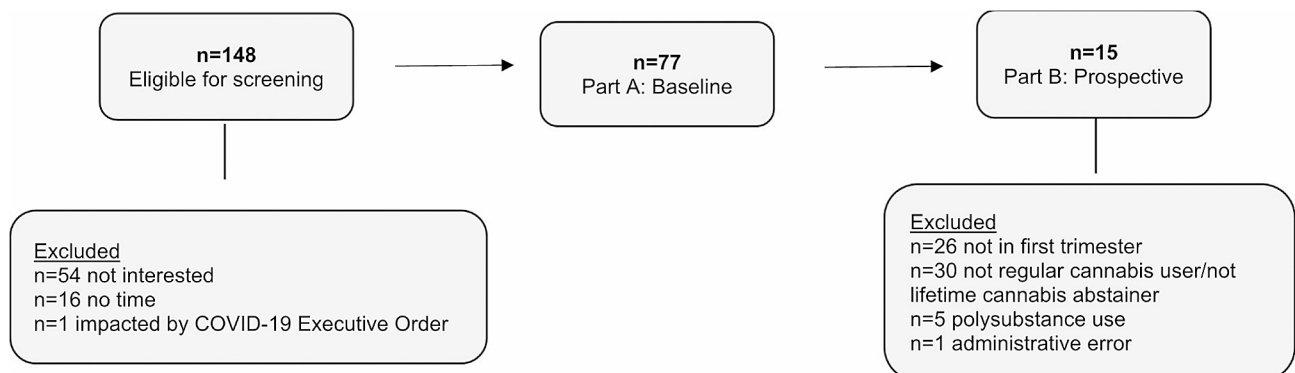 n=148
Eligible for screening
n=77
Part A: Baseline
n=15
Part B: Prospective
Excluded
n=54 not interested
n=16 no time
n=1 impacted by COVID-19 Executive Order
Excluded
n=26 not in first trimester
n=30 not regular cannabis user/not
lifetime cannabis abstainer
n=5 polysubstance use
n=1 administrative error